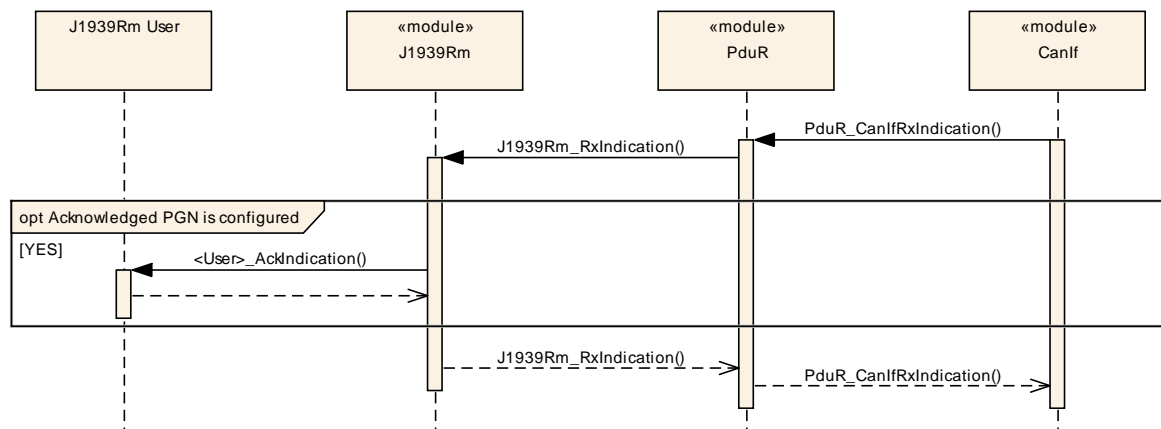 J1939Rm User
«module»
J1939Rm
«module»
PduR
«module»
CanIf
PduR_CanIfRxIndication()
J1939Rm_RxIndication()
opt Acknowledged PGN is configured
[YES]
<User>_AckIndication()
J1939Rm_RxIndication()
PduR_CanIfRxIndication()